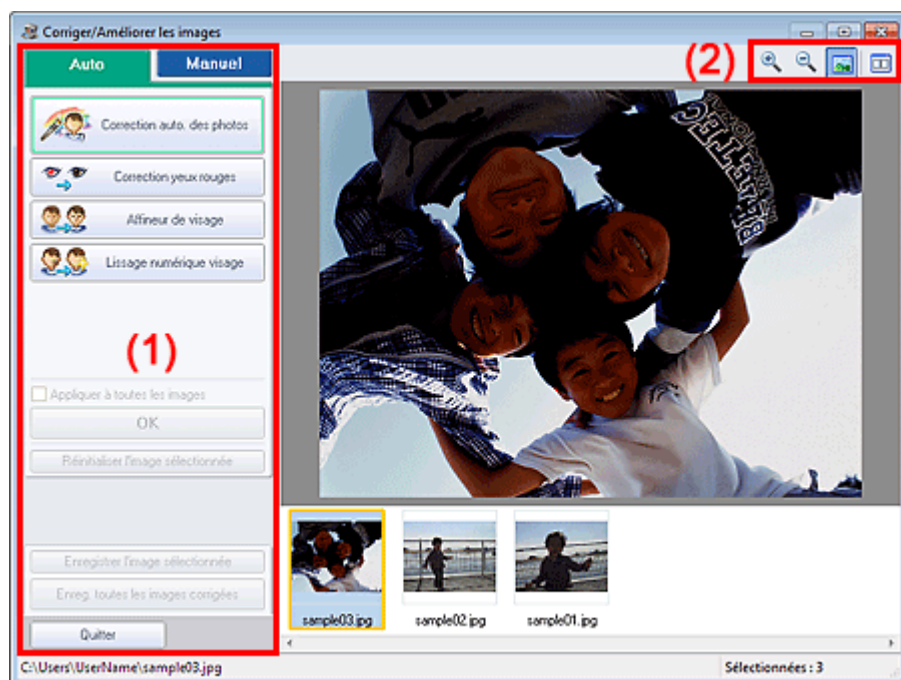 Corriger/Améliorer les images
Auto
Manuel
(2)
Correction auto. des photos
Correction yeux rouges
Affineur de visage
Lissage numérique visage
(1)
Appliquer à toutes les images
OK
Réinitialiser l'image sélectionnée
Enregistrer l'image sélectionnée
Enreg. toutes les images corrigées
Quitter
sample03.jpg
sample02.jpg
sample01.jpg
C:\Users\UserName\sample03.jpg
Sélectionnées : 3